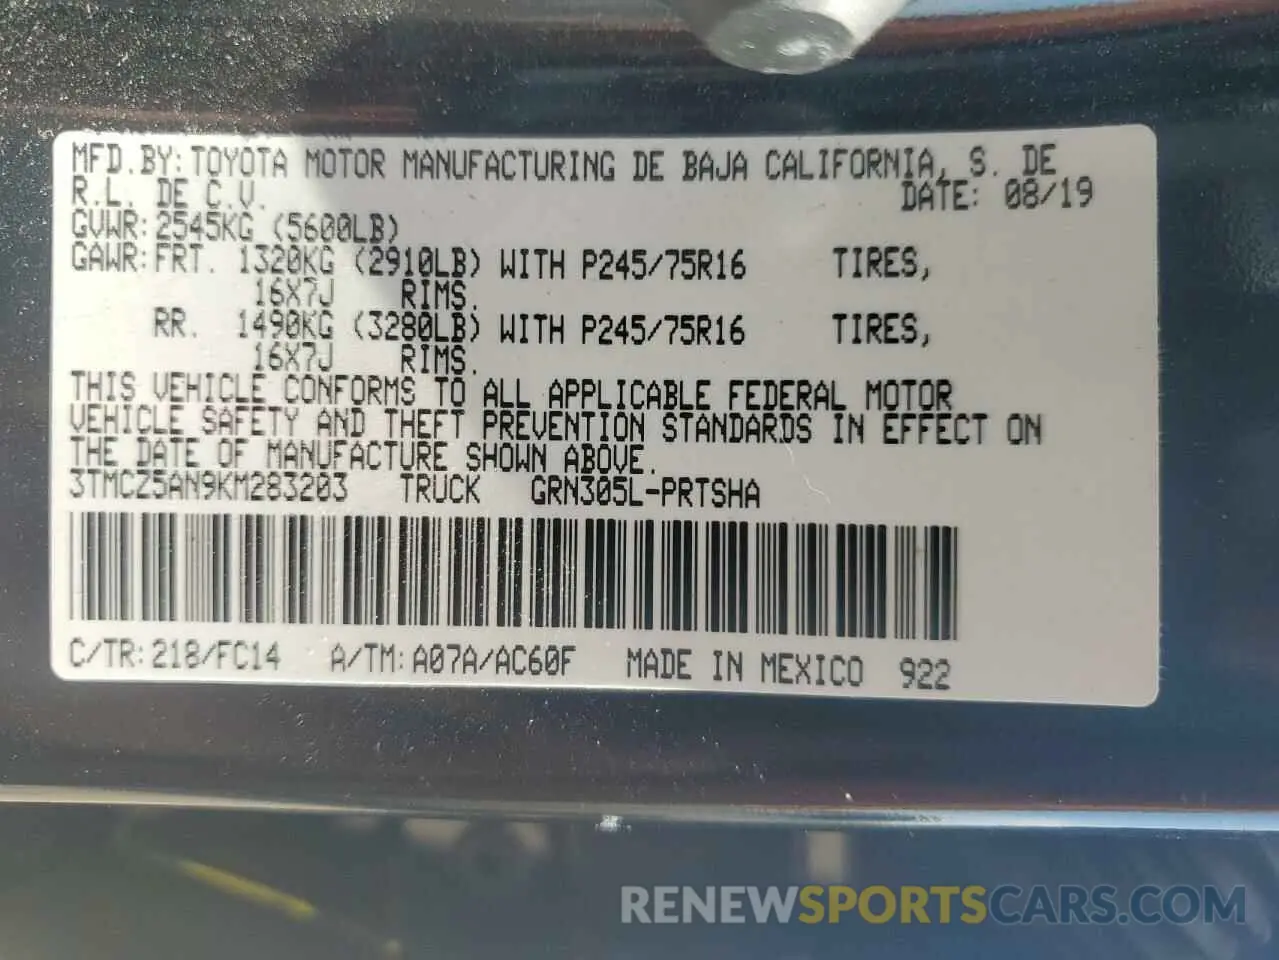 MFD.BY: TOYOTA MOTOR MANUFACTURING DE BAJA CALIFORNIA, S. DE
R.L. DE C.V. DATE: 08/19
GVWR: 2545KG (5600LB)
GAWR: FRT. 1320KG (2910LB) WITH P245/75R16 TIRES,
16X7J RIMS.
RR. 1490KG (3280LB) WITH P245/75R16 TIRES,
16X7J RIMS.
THIS VEHICLE CONFORMS TO ALL APPLICABLE FEDERAL MOTOR
VEHICLE SAFETY AND THEFT PREVENTION STANDARDS IN EFFECT ON
THE DATE OF MANUFACTURE SHOWN ABOVE.
3TMCZ5AN9KM283203 TRUCK GRN305L-PRTSHA
C/TR: 218/FC14 A/TM: A07A/AC60F MADE IN MEXICO 922
RENEWSPORTSCARS.COM